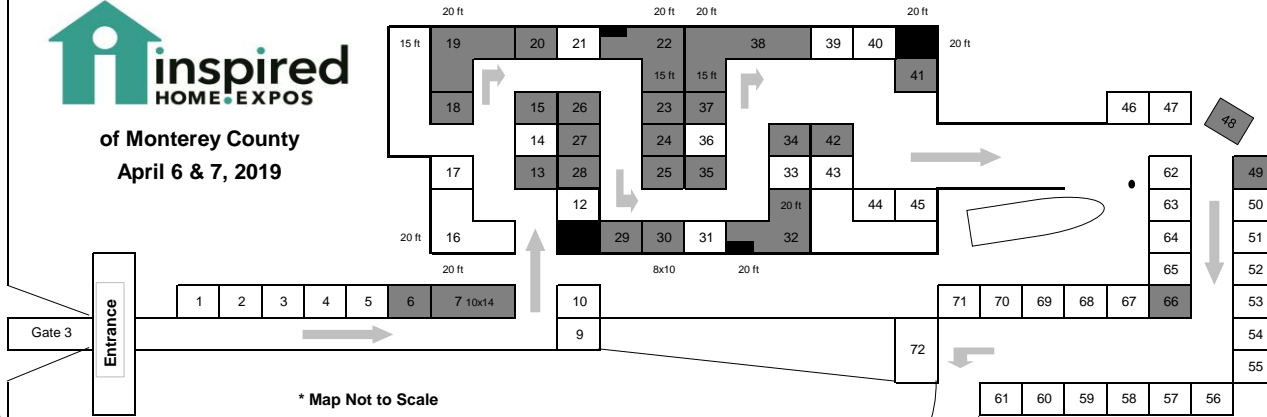 20 ft 20 ft 20 ft 20 ft
inspired
HOME EXPOS
of Monterey County
April 6 & 7, 2019
15 ft 19 20 21 22 38 39 40 20 ft
15 ft 15 ft 41
18 15 26 23 37 46 47 48
14 27 24 36 34 42
17 13 28 25 35 33 43 62 49
12 20 ft 44 45 63 50
20 ft 16 29 30 31 32 64 51
20 ft 8x10 20 ft 65 52
1 2 3 4 5 6 7 10x14 10 71 70 69 68 67 66 53
Gate 3 Entrance 9 54
72 55
* Map Not to Scale 61 60 59 58 57 56